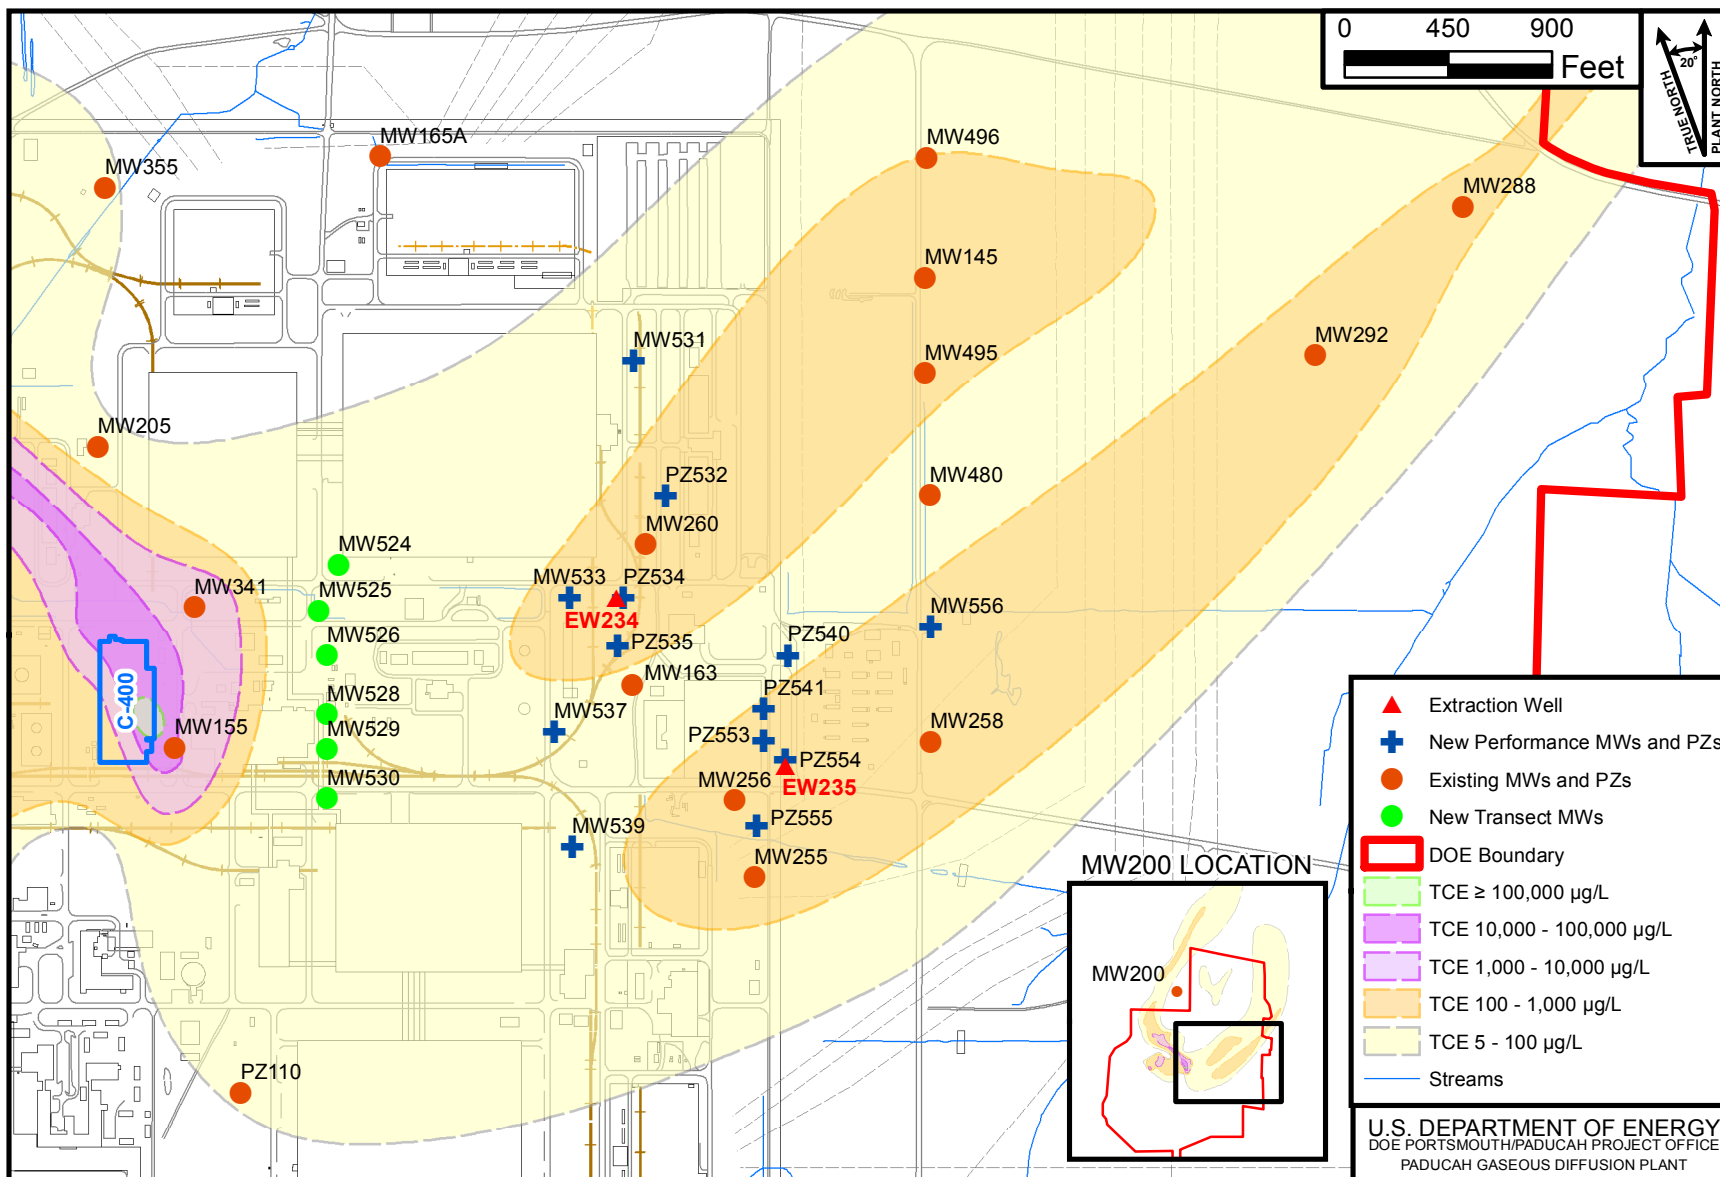 0 450 900
Feet
20°
TRUE NORTH
PLANT NORTH
MW165A
MW355
MW496
MW288
MW145
MW292
MW531
MW495
MW205
PZ532
MW480
MW260
MW524
MW341
MW525
MW533
PZ534
EW234
MW556
MW526
PZ535
PZ540
MW163
C-400
MW528
PZ541
MW155
MW529
MW537
PZ553
MW258
PZ554
MW530
MW256
EW235
MW539
PZ555
MW255
PZ110
MW200 LOCATION
MW200
Extraction Well
New Performance MWs and PZs
Existing MWs and PZs
New Transect MWs
DOE Boundary
TCE ≥ 100,000 µg/L
TCE 10,000 - 100,000 µg/L
TCE 1,000 - 10,000 µg/L
TCE 100 - 1,000 µg/L
TCE 5 - 100 µg/L
Streams
U.S. DEPARTMENT OF ENERGY
DOE PORTSMOUTH/PADUCAH PROJECT OFFICE
PADUCAH GASEOUS DIFFUSION PLANT